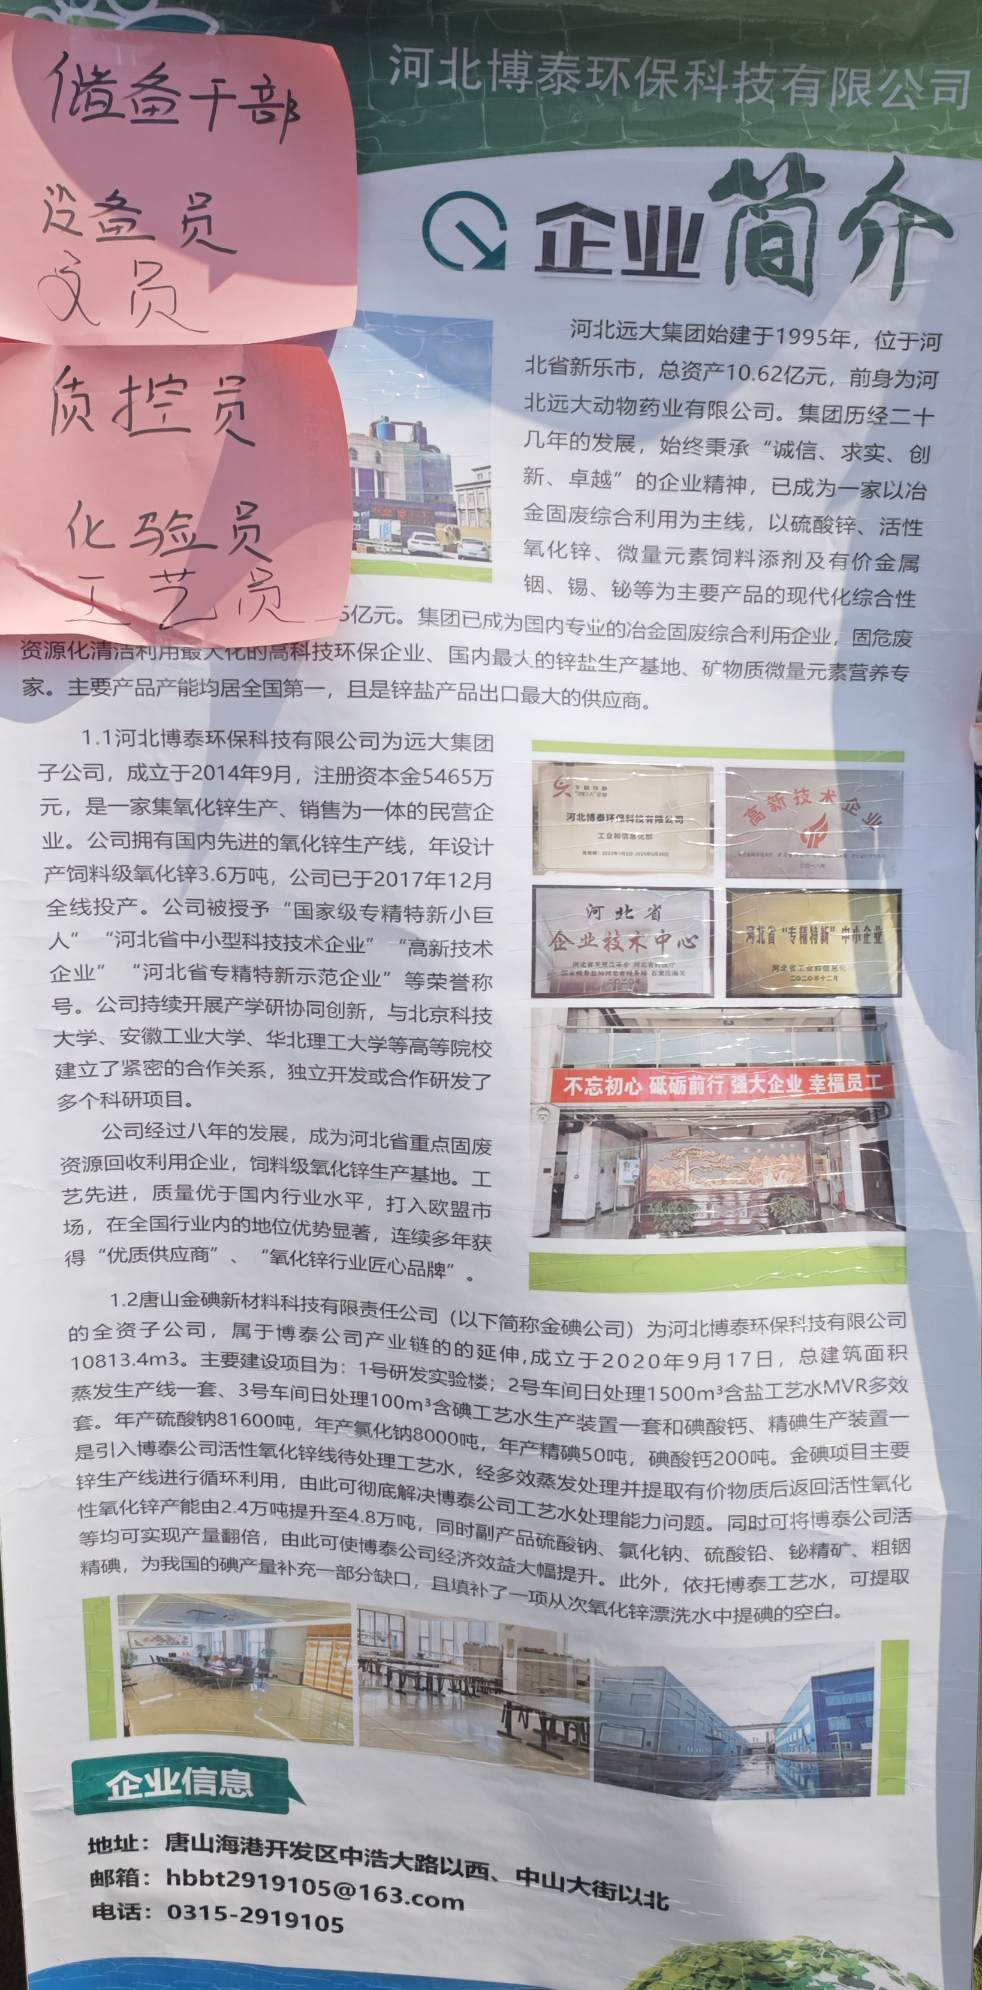 河北博泰环保科技有限公司
企业简介
储备干部
设备员
文员
质控员
化验员
工艺员
河北远大集团始建于1995年，位于河
北省新乐市，总资产10.62亿元，前身为河
北远大动物药业有限公司。集团历经二十
几年的发展，始终秉承“诚信、求实、创
新、卓越”的企业精神，已成为一家以冶
金固废综合利用为主线，以硫酸锌、活性
氧化锌、微量元素饲料添剂及有价金属
铟、锡、铋等为主要产品的现代化综合性
5亿元。集团已成为国内专业的冶金固废综合利用企业，固危废
资源化清洁利用最大化的高科技环保企业、国内最大的锌盐生产基地、矿物质微量元素营养专
家。主要产品产能均居全国第一，且是锌盐产品出口最大的供应商。
1.1河北博泰环保科技有限公司为远大集团
子公司，成立于2014年9月，注册资本金5465万
元，是一家集氧化锌生产、销售为一体的民营企
业。公司拥有国内先进的氧化锌生产线，年设计
产饲料级氧化锌3.6万吨，公司已于2017年12月
全线投产。公司被授予“国家级专精特新小巨
人”“河北省中小型科技技术企业”“高新技术
企业”“河北省专精特新示范企业”等荣誉称
号。公司持续开展产学研协同创新，与北京科技
大学、安徽工业大学、华北理工大学等高等院校
建立了紧密的合作关系，独立开发或合作研发了
多个科研项目。
公司经过八年的发展，成为河北省重点固废
资源回收利用企业，饲料级氧化锌生产基地。工
艺先进，质量优于国内行业水平，打入欧盟市
场，在全国行业内的地位优势显著，连续多年获
得“优质供应商”、“氧化锌行业匠心品牌”。
河北博泰环保科技有限公司
工业和信息化部
高新技术企业
河北省
企业技术中心
河北省“专精特新”中小企业
河北省工业和信息化厅
二〇二〇年十二月
不忘初心 砥砺前行 强大企业 幸福员工
1.2唐山金碘新材料科技有限责任公司（以下简称金碘公司）为河北博泰环保科技有限公司
的全资子公司，属于博泰公司产业链的的延伸,成立于2020年9月17日，总建筑面积
10813.4m3。主要建设项目为：1号研发实验楼；2号车间日处理1500m³含盐工艺水MVR多效
蒸发生产线一套、3号车间日处理100m³含碘工艺水生产装置一套和碘酸钙、精碘生产装置一
套。年产硫酸钠81600吨，年产氯化钠8000吨，年产精碘50吨，碘酸钙200吨。金碘项目主要
是引入博泰公司活性氧化锌线待处理工艺水，经多效蒸发处理并提取有价物质后返回活性氧化
锌生产线进行循环利用，由此可彻底解决博泰公司工艺水处理能力问题。同时可将博泰公司活
性氧化锌产能由2.4万吨提升至4.8万吨，同时副产品硫酸钠、氯化钠、硫酸铅、铋精矿、粗铟
等均可实现产量翻倍，由此可使博泰公司经济效益大幅提升。此外，依托博泰工艺水，可提取
精碘，为我国的碘产量补充一部分缺口，且填补了一项从次氧化锌漂洗水中提碘的空白。
企业信息
地址：唐山海港开发区中浩大路以西、中山大街以北
邮箱：hbbt2919105@163.com
电话：0315-2919105